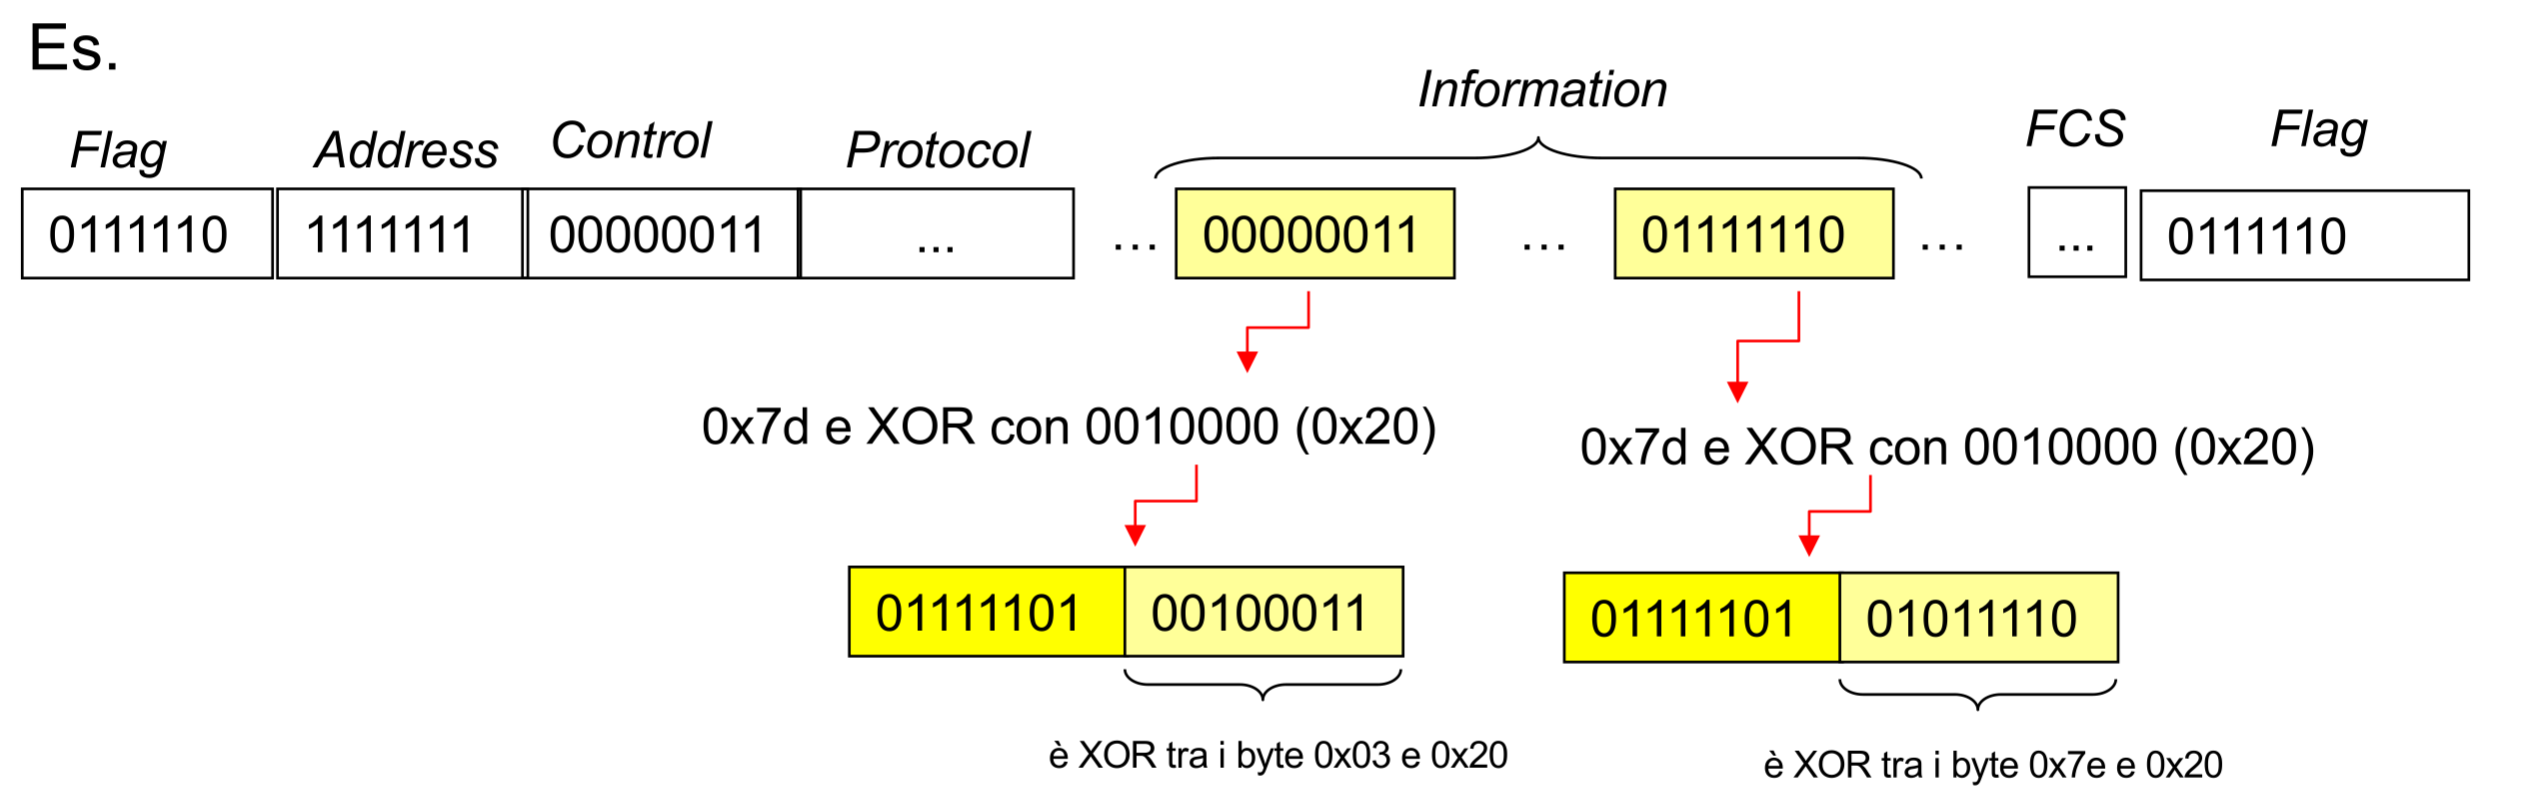 Es.
Information
Flag Address Control Protocol FCS Flag
0111110 1111111 00000011 ... ... 00000011 ... 01111110 ... ... 0111110
0x7d e XOR con 0010000 (0x20) 0x7d e XOR con 0010000 (0x20)
01111101 00100011 01111101 01011110
è XOR tra i byte 0x03 e 0x20 è XOR tra i byte 0x7e e 0x20